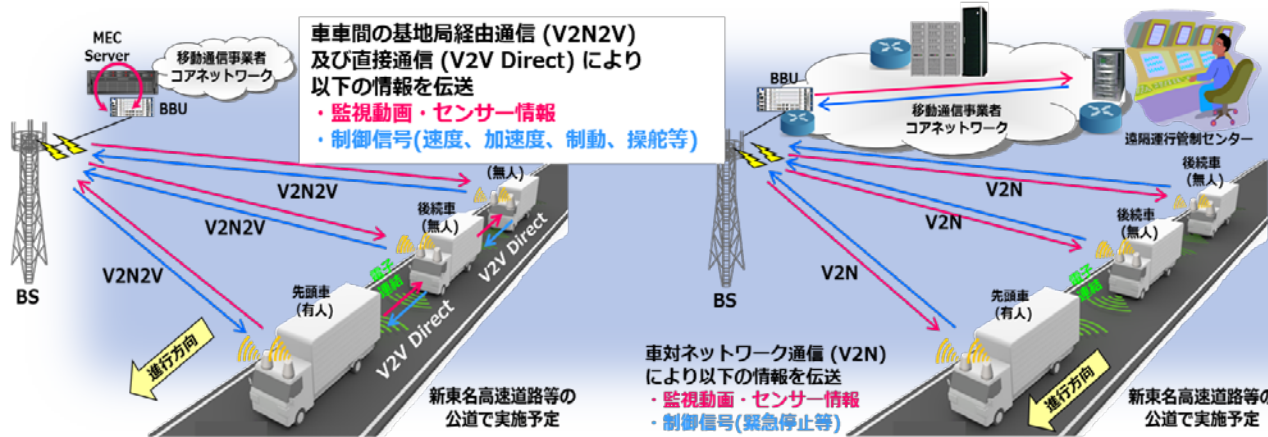 MEC
Server
移動通信事業者
コアネットワーク
BBU
車車間の基地局経由通信 (V2N2V)
及び直接通信 (V2V Direct) により
以下の情報を伝送
・監視動画・センサー情報
・制御信号(速度、加速度、制動、操舵等)
(無人)
V2N2V
後続車
(無人)
V2N2V
V2V Direct
V2N2V
BS
電子
連結
先頭車
(有人)
V2V Direct
進行方向
新東名高速道路等の
公道で実施予定
BBU
移動通信事業者
コアネットワーク
遠隔運行管制センター
後続車
(無人)
V2N
後続車
(無人)
V2N
V2N
BS
電子
連結
先頭車
(有人)
車対ネットワーク通信 (V2N)
により以下の情報を伝送
・監視動画・センサー情報
・制御信号(緊急停止等)
進行方向
新東名高速道路等の
公道で実施予定